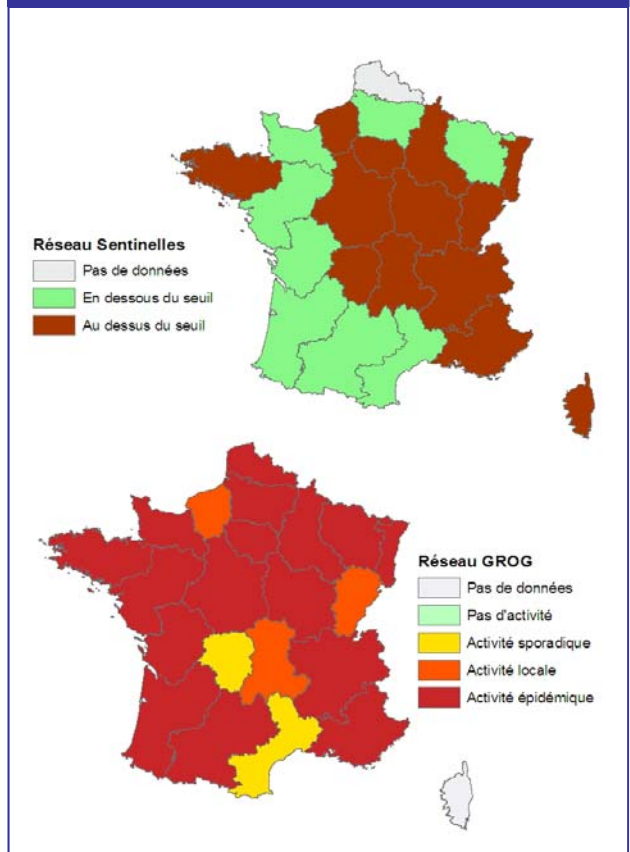 Réseau Sentinelles
Pas de données
En dessous du seuil
Au dessus du seuil
Réseau GROG
Pas de données
Pas d'activité
Activité sporadique
Activité locale
Activité épidémique